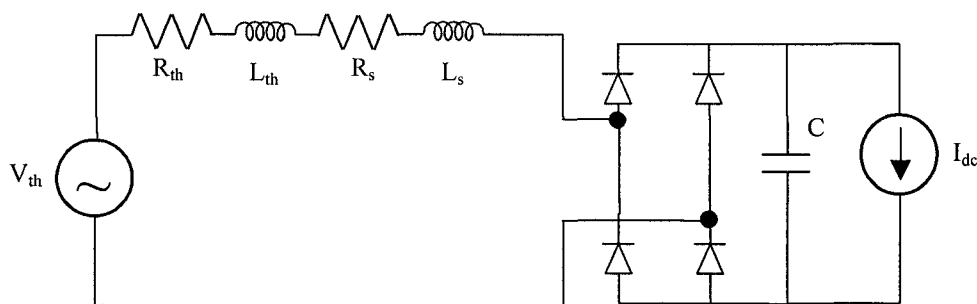 R_th
L_th
R_s
L_s
V_th
C
I_dc